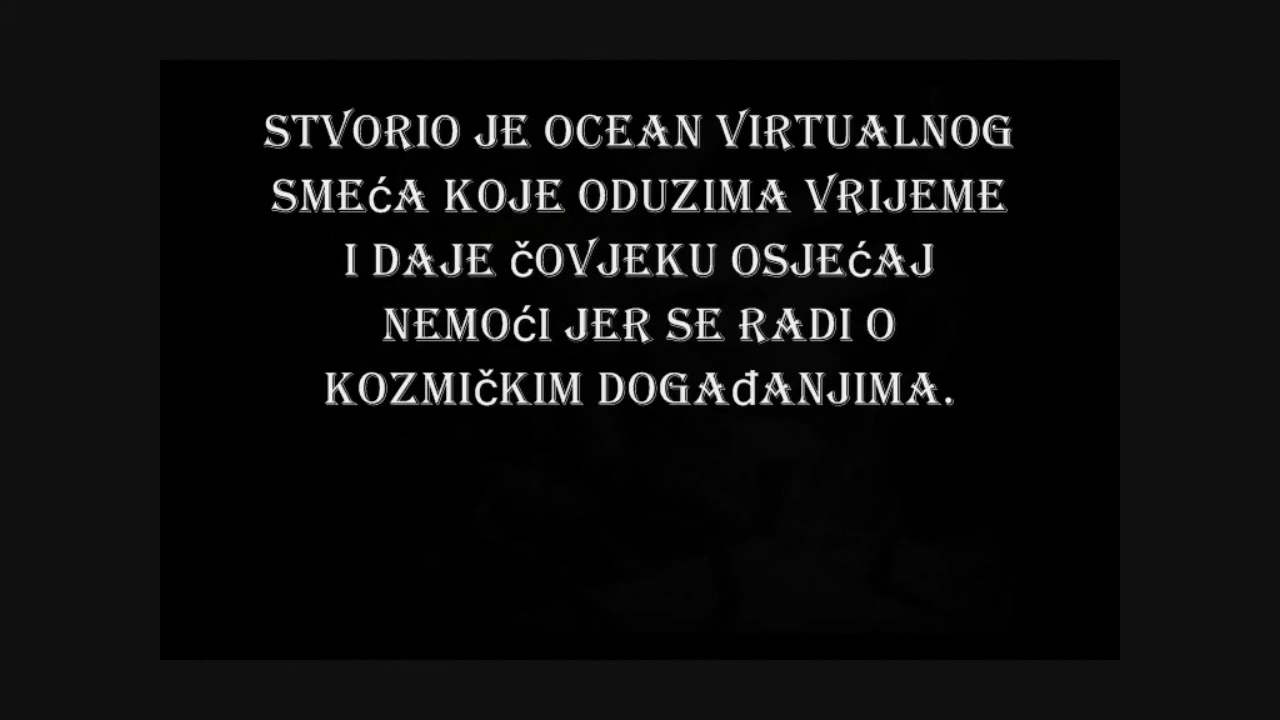 STVORIO JE OCEAN VIRTUALNOG
SMEćA KOJE ODUZIMA VRIJEME
I DAJE čOVJEKU OSJEćAJ
NEMOćI JER SE RADI O
KOZMIčKIM DOGAđANJIMA.